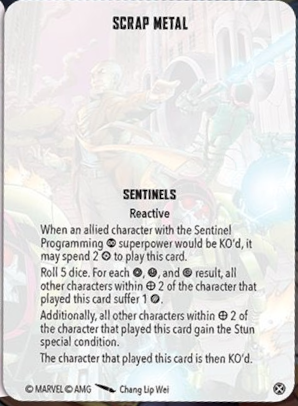 SCRAP METAL
SENTINELS
Reactive
When an allied character with the Sentinel
Programming superpower would be KO'd, it
may spend 2 to play this card.
Roll 5 dice. For each , , and result, all
other characters within 2 of the character that
played this card suffer 1 .
Additionally, all other characters within 2 of
the character that played this card gain the Stun
special condition.
The character that played this card is then KO'd.
© MARVEL © AMG Chang Lip Wei